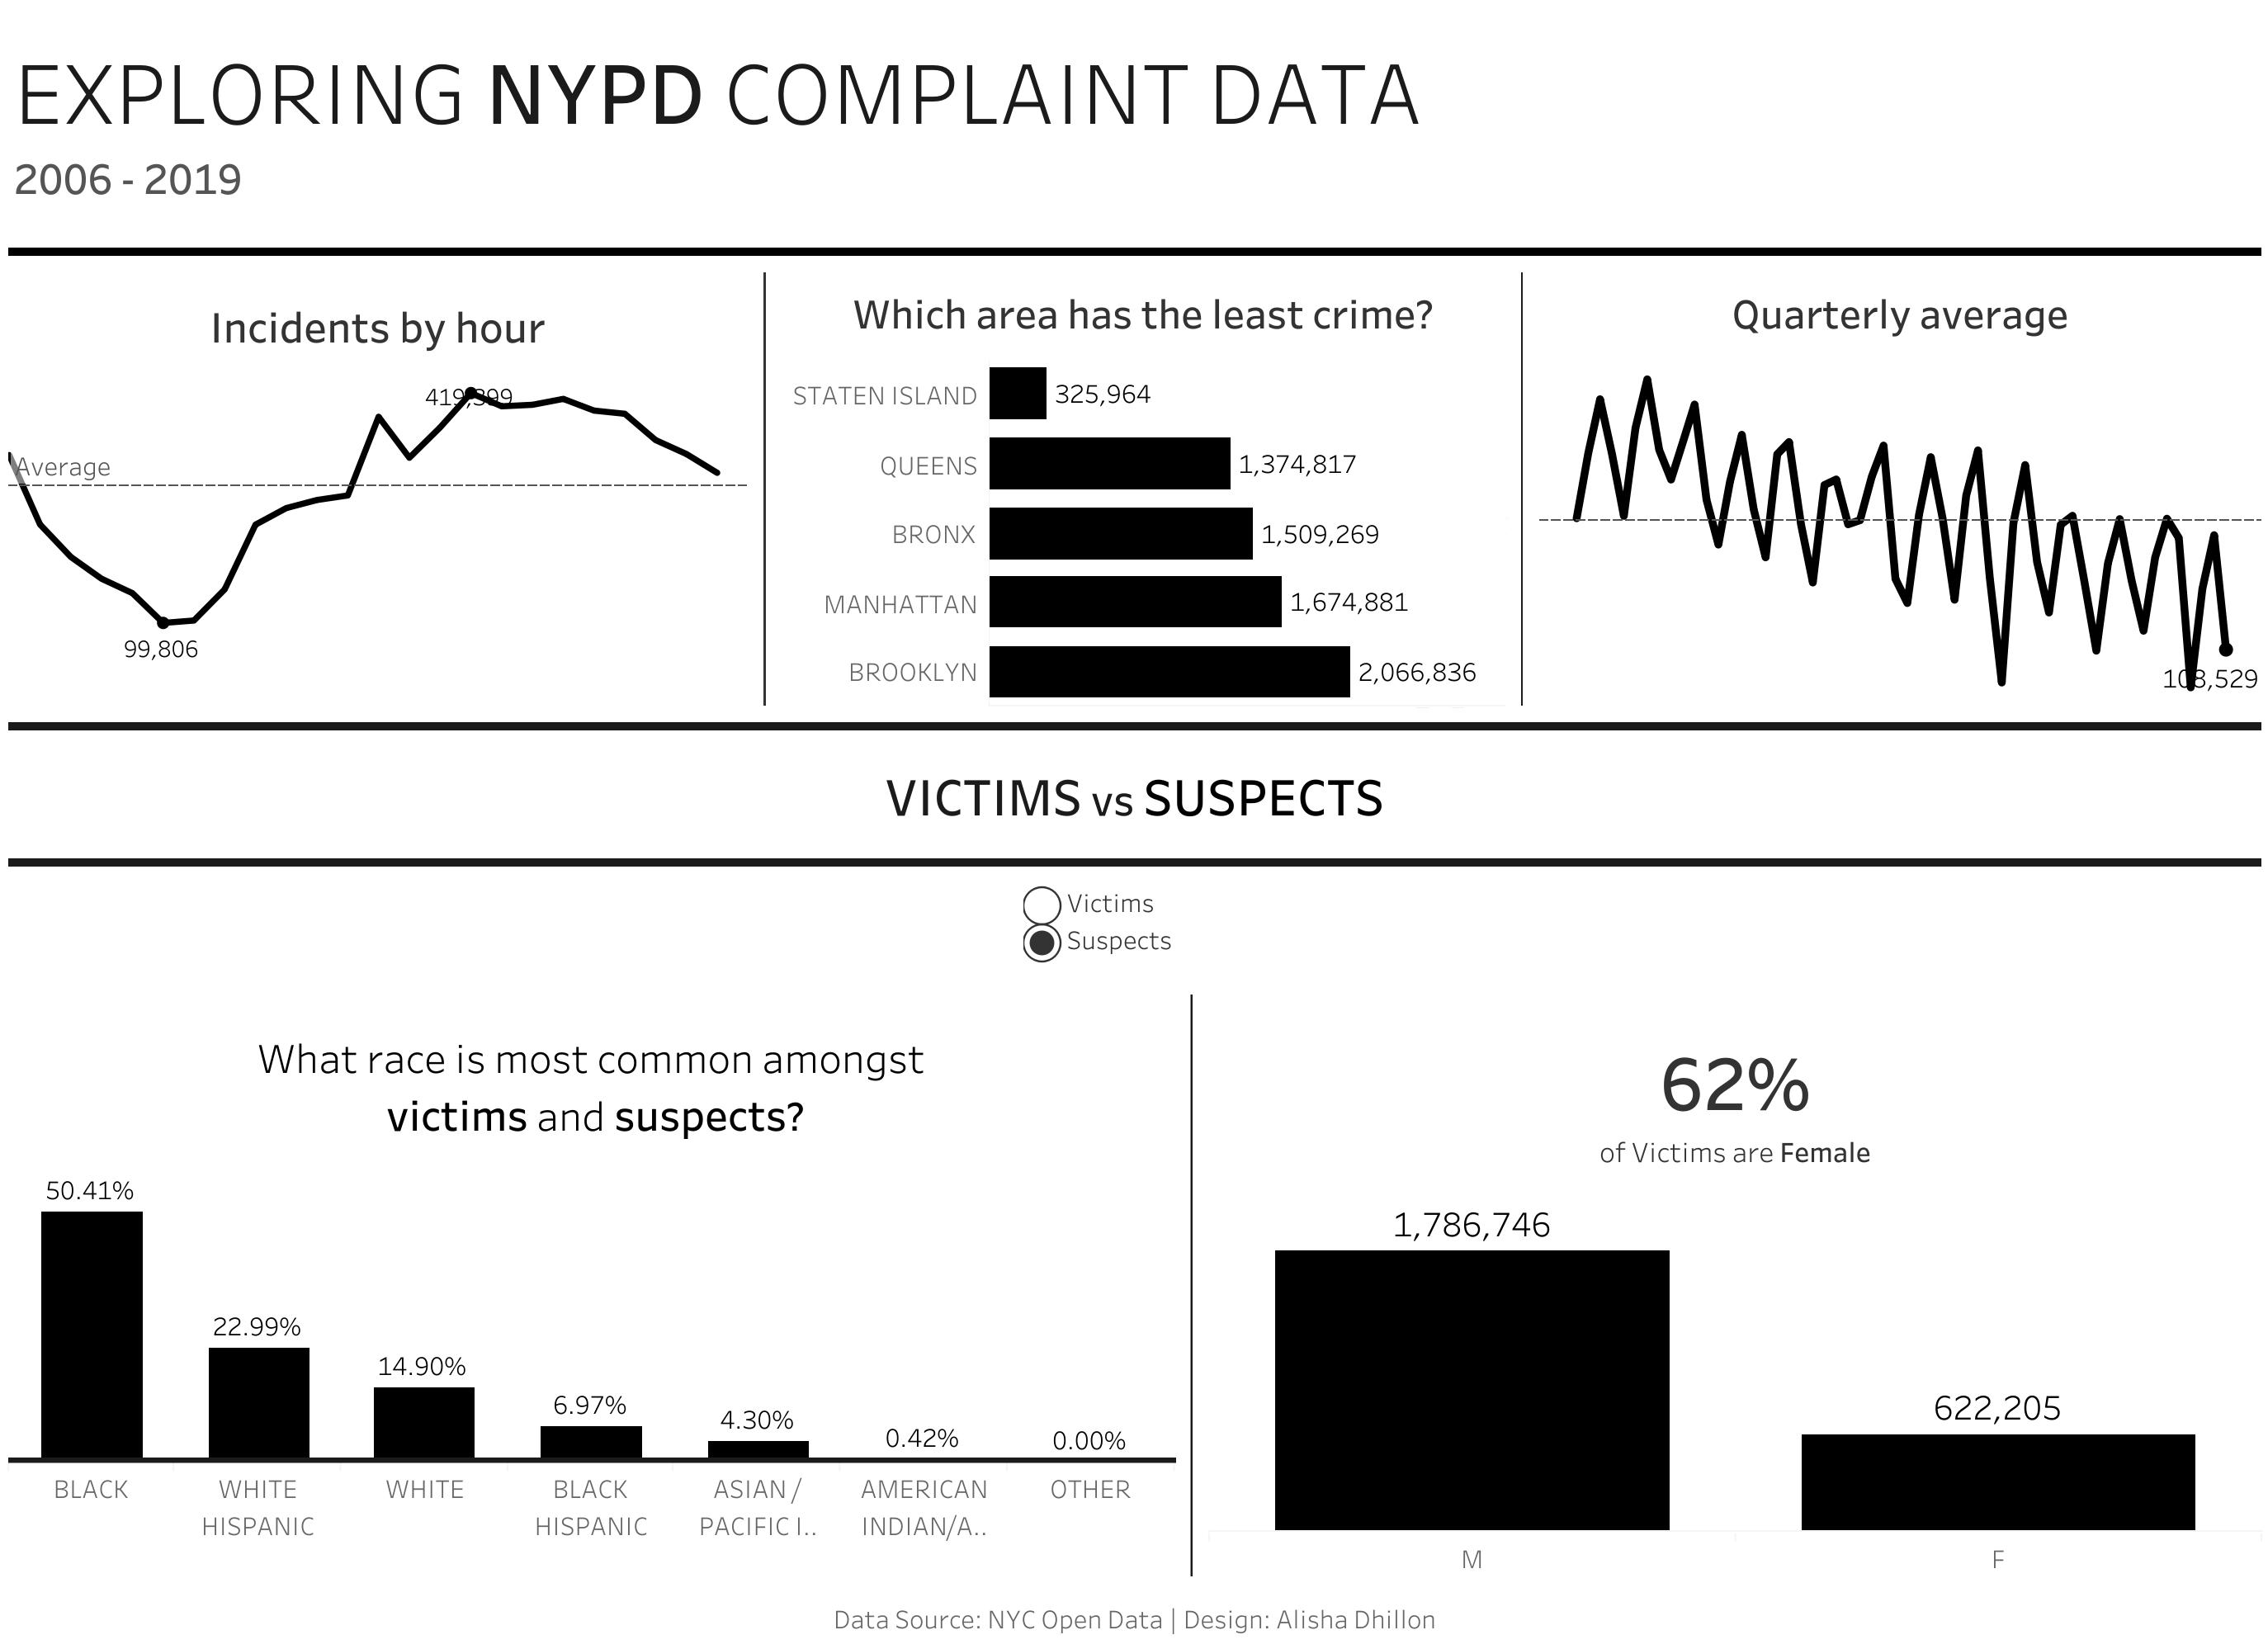 EXPLORING NYPD COMPLAINT DATA
2006 - 2019
Incidents by hour
419,399
Average
99,806
Which area has the least crime?
STATEN ISLAND 325,964
QUEENS 1,374,817
BRONX 1,509,269
MANHATTAN 1,674,881
BROOKLYN 2,066,836
Quarterly average
108,529
VICTIMS vs SUSPECTS
Victims
Suspects
What race is most common amongst
victims and suspects?
50.41%
22.99%
14.90%
6.97%
4.30%
0.42%
0.00%
BLACK
WHITE
HISPANIC
WHITE
BLACK
HISPANIC
ASIAN /
PACIFIC I..
AMERICAN
INDIAN/A..
OTHER
62%
of Victims are Female
1,786,746
622,205
M
F
Data Source: NYC Open Data | Design: Alisha Dhillon